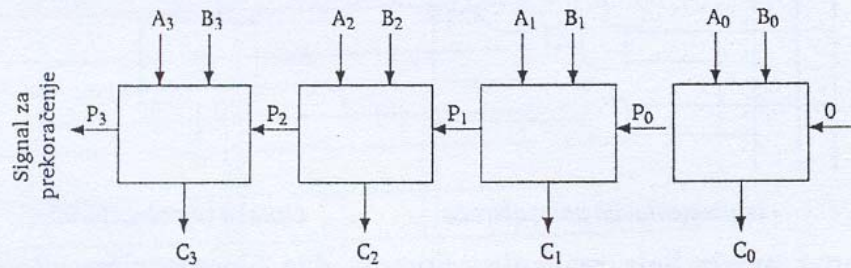 A3 B3 A2 B2 A1 B1 A0 B0
Signal za
prekoračenje
P3 P2 P1 P0 0
C3 C2 C1 C0